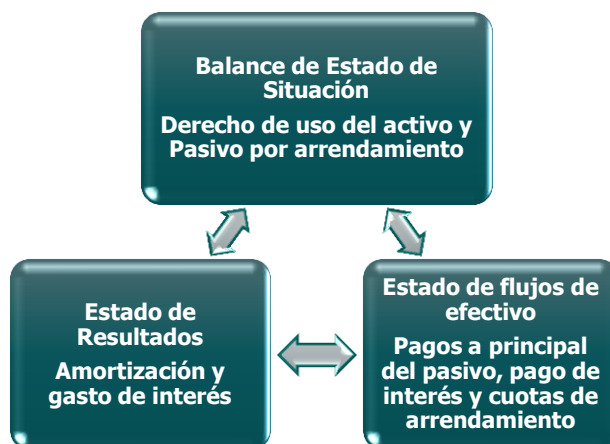 Balance de Estado de
Situación
Derecho de uso del activo y
Pasivo por arrendamiento
Estado de
Resultados
Amortización y
gasto de interés
Estado de flujos de
efectivo
Pagos a principal
del pasivo, pago de
interés y cuotas de
arrendamiento